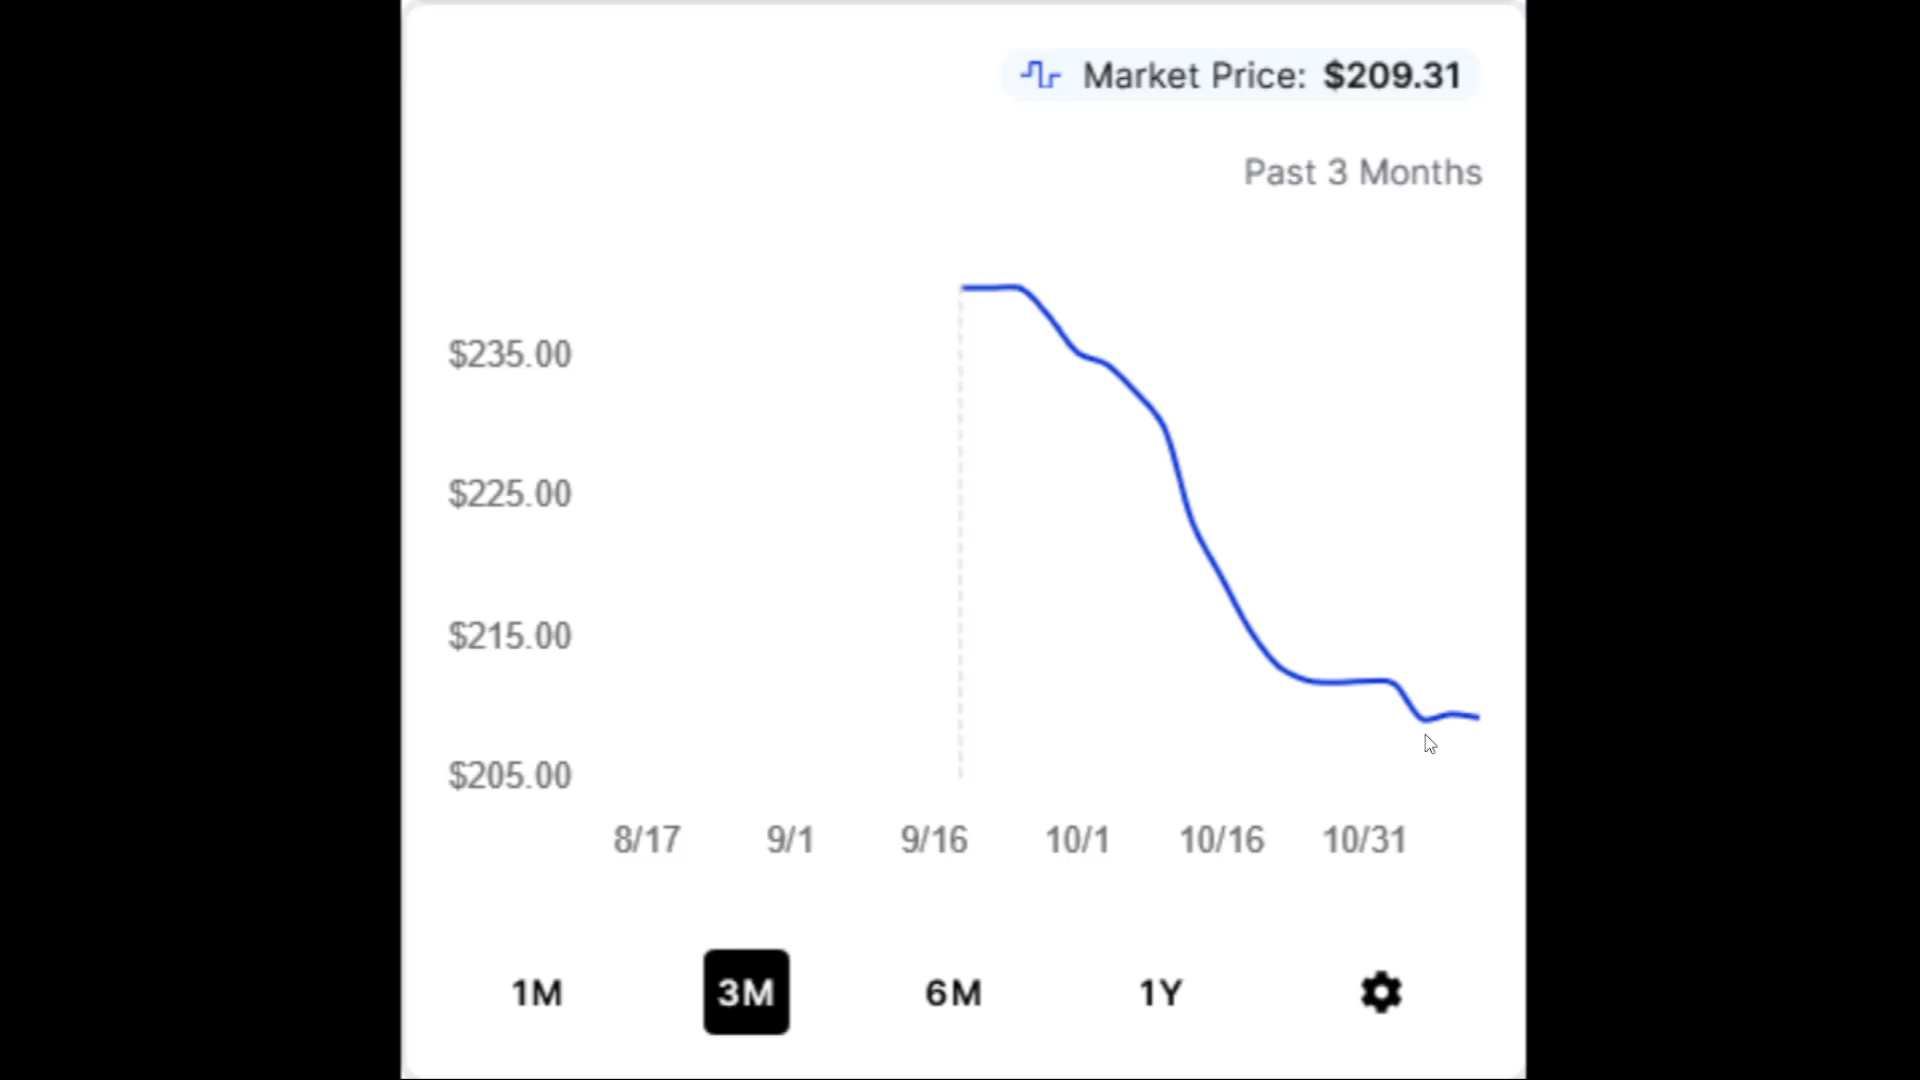 Market Price: $209.31
Past 3 Months
$235.00
$225.00
$215.00
$205.00
8/17 9/1 9/16 10/1 10/16 10/31
1M 3M 6M 1Y